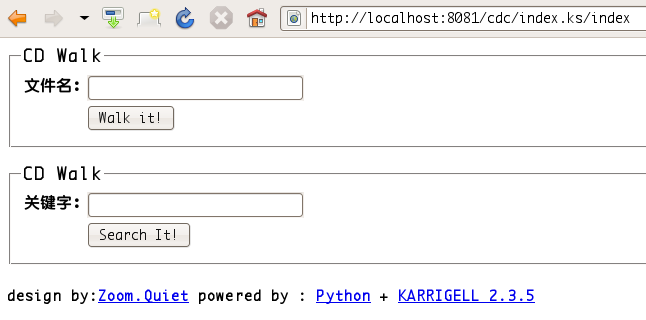 http://localhost:8081/cdc/index.ks/index
CD Walk
文件名:
Walk it!
CD Walk
关键字:
Search It!
design by:Zoom.Quiet powered by : Python + KARRIGELL 2.3.5